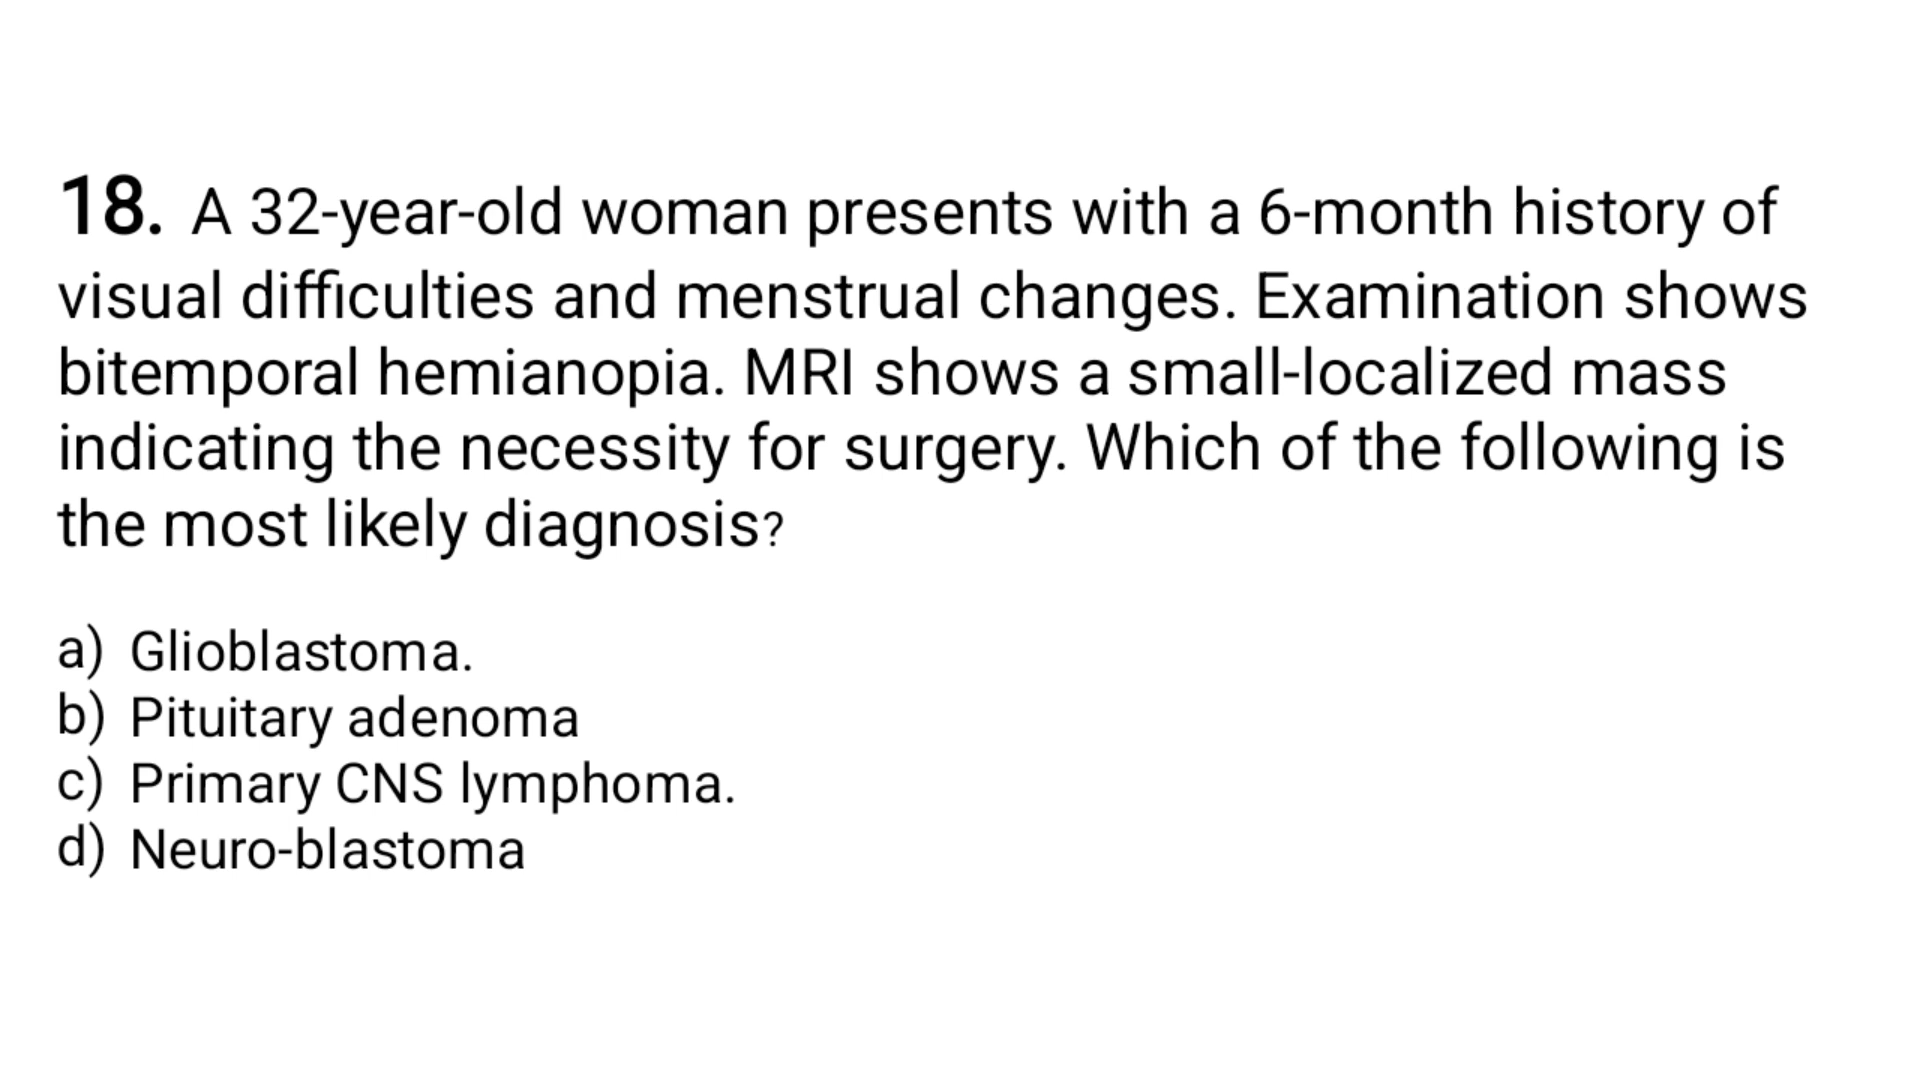 18. A 32-year-old woman presents with a 6-month history of
visual difficulties and menstrual changes. Examination shows
bitemporal hemianopia. MRI shows a small-localized mass
indicating the necessity for surgery. Which of the following is
the most likely diagnosis?
a) Glioblastoma.
b) Pituitary adenoma
c) Primary CNS lymphoma.
d) Neuro-blastoma